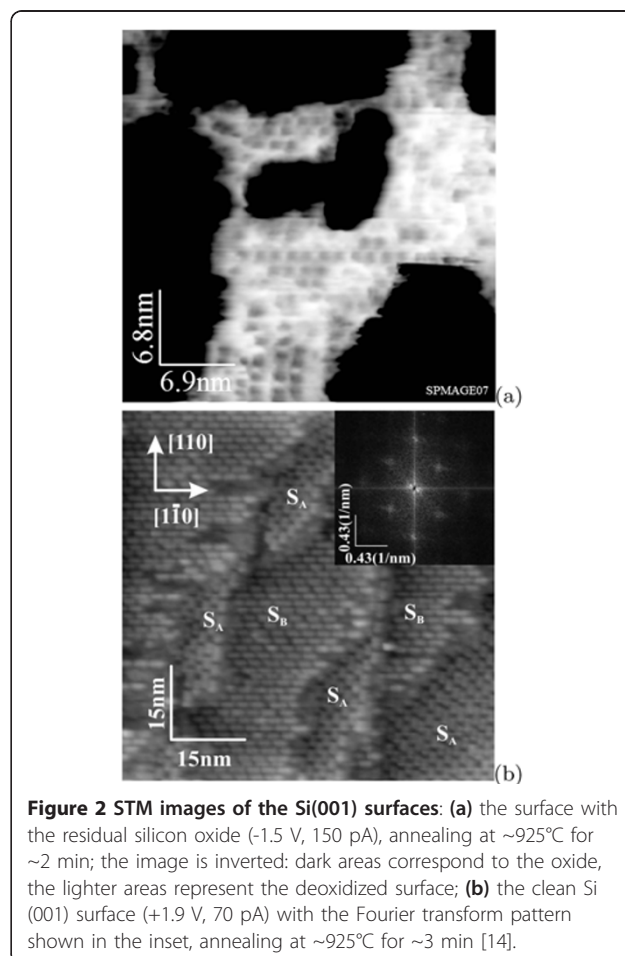 6.8nm
6.9nm
SPMAGE07
(a)
[110]
[11̄0]
S_A
0.43(1/nm)
0.43(1/nm)
S_A
S_B
S_B
S_A
S_A
15nm
15nm
(b)
Figure 2 STM images of the Si(001) surfaces: (a) the surface with
the residual silicon oxide (-1.5 V, 150 pA), annealing at ~925°C for
~2 min; the image is inverted: dark areas correspond to the oxide,
the lighter areas represent the deoxidized surface; (b) the clean Si
(001) surface (+1.9 V, 70 pA) with the Fourier transform pattern
shown in the inset, annealing at ~925°C for ~3 min [14].